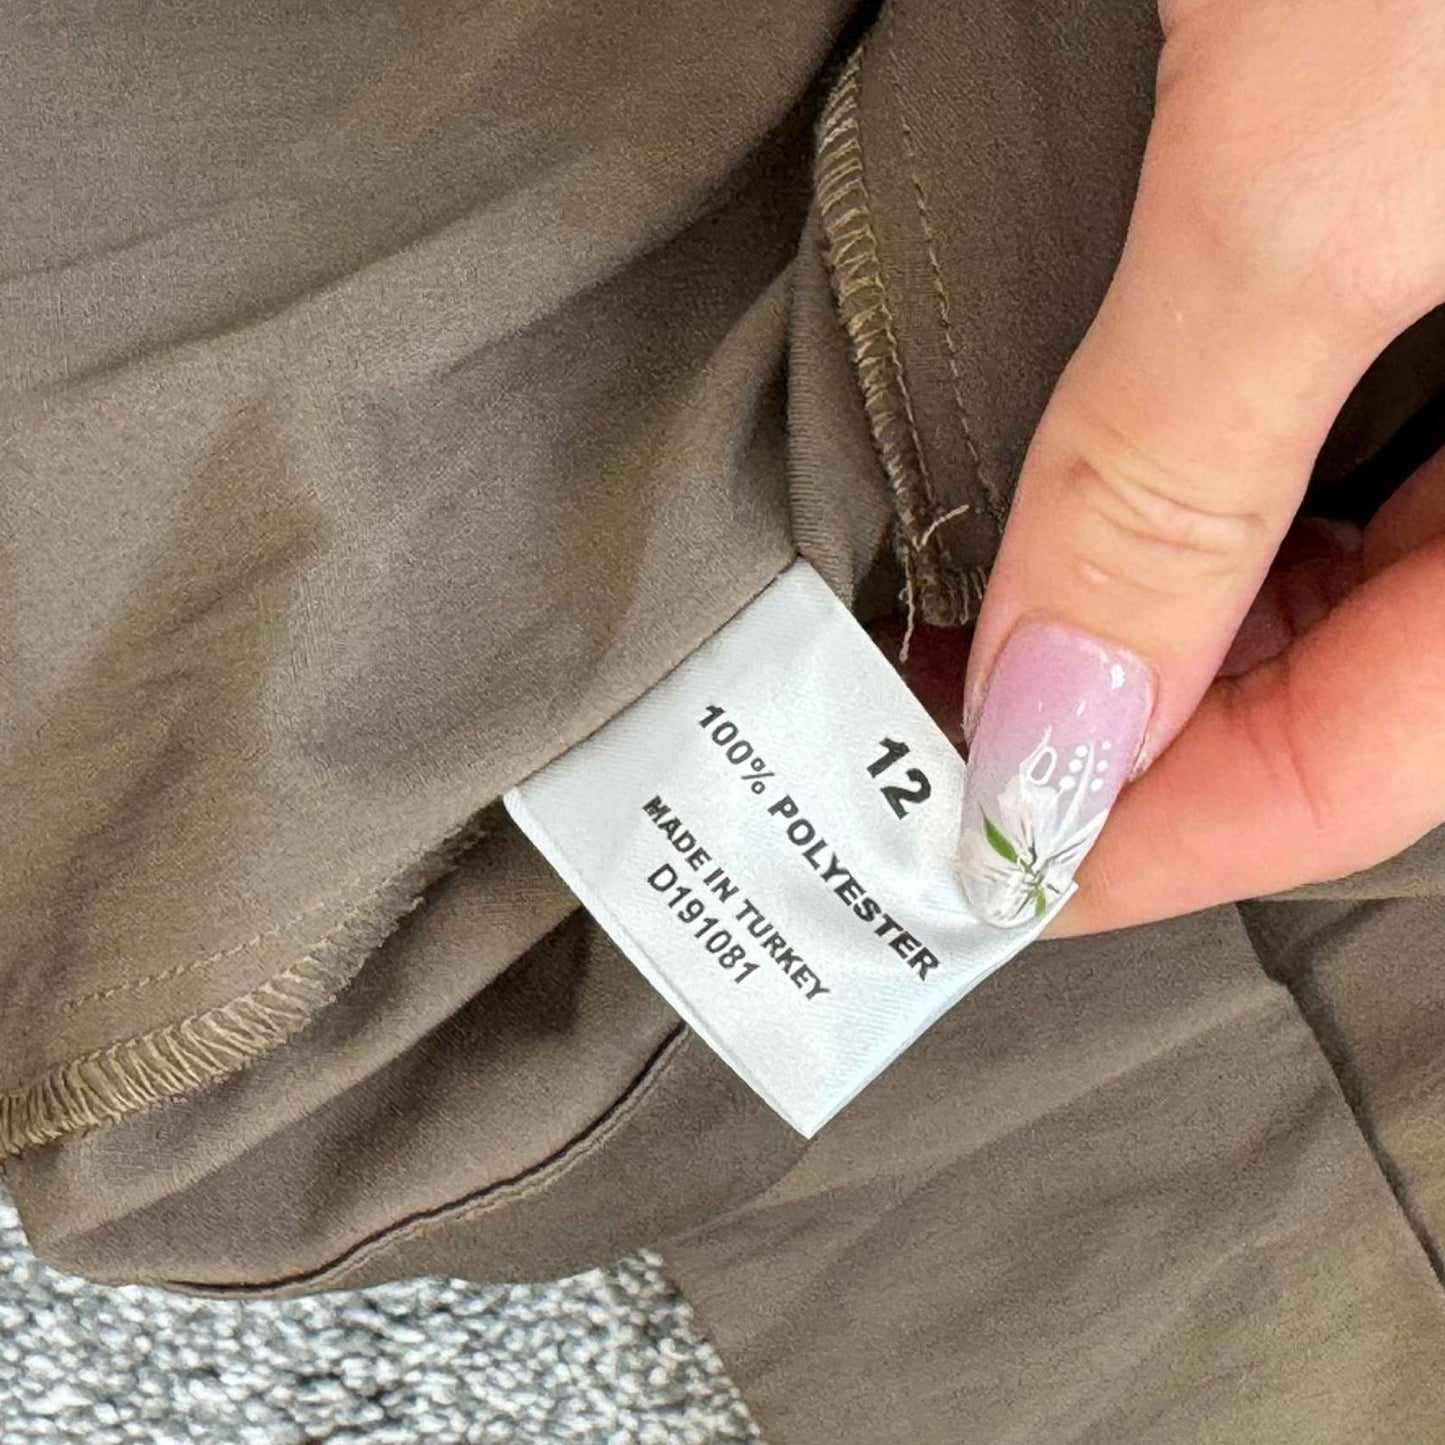 12
100% POLYESTER
MADE IN TURKEY
D191081